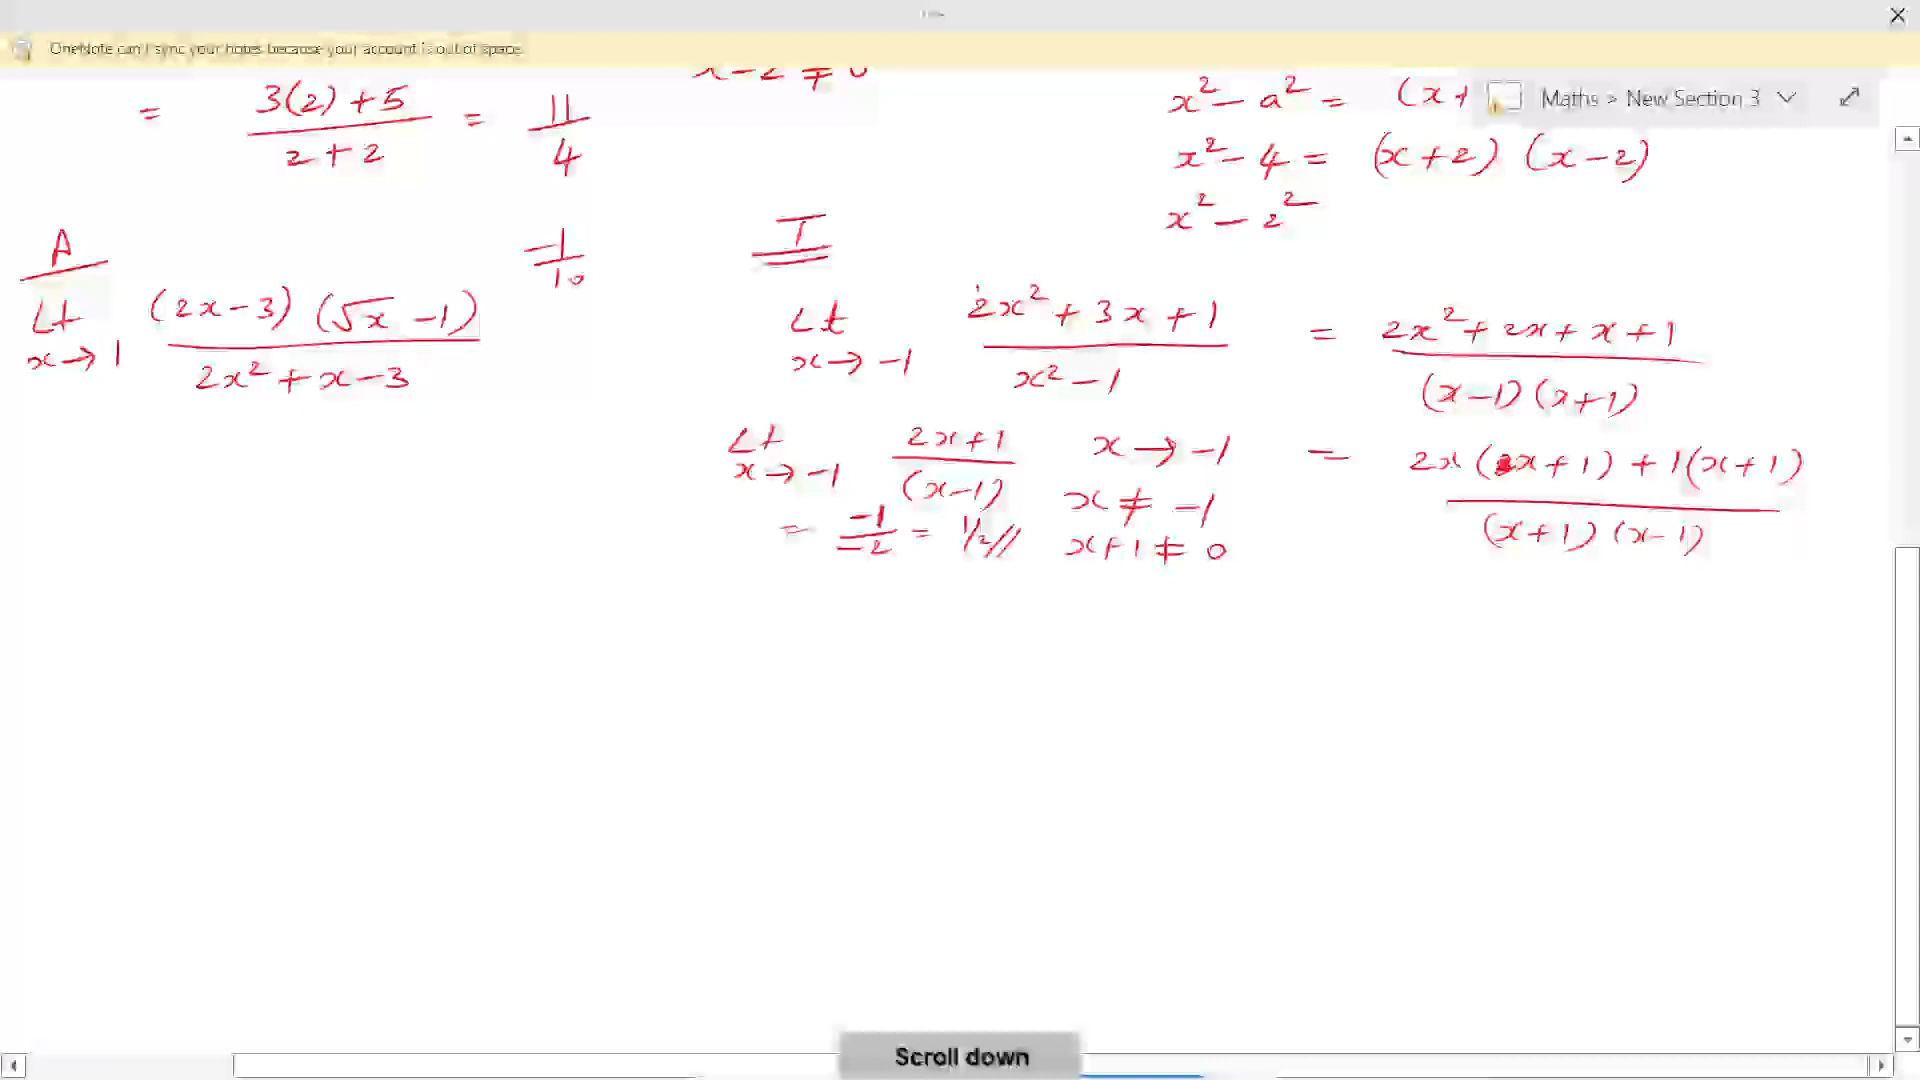 OneNote can't sync your notes because your account is out of space.
Maths > New Section 3
= 3(2)+5 / 2+2 = 11/4
x-2 ≠ 0
x² - a² = (x+
x² - 4 = (x+2) (x-2)
x² - 2²
A
-1/10
Lt x→1 (2x-3) (√x -1) / 2x² + x - 3
T
Lt x→-1 2x² + 3x + 1 / x² - 1 = 2x² + 2x + x + 1 / (x-1) (x+1)
= 2x (x+1) + 1(x+1) / (x+1) (x-1)
Lt x→-1 2x+1 / (x-1)
= -1/-2 = 1/2 //
x → -1
x ≠ -1
x+1 ≠ 0
Scroll down